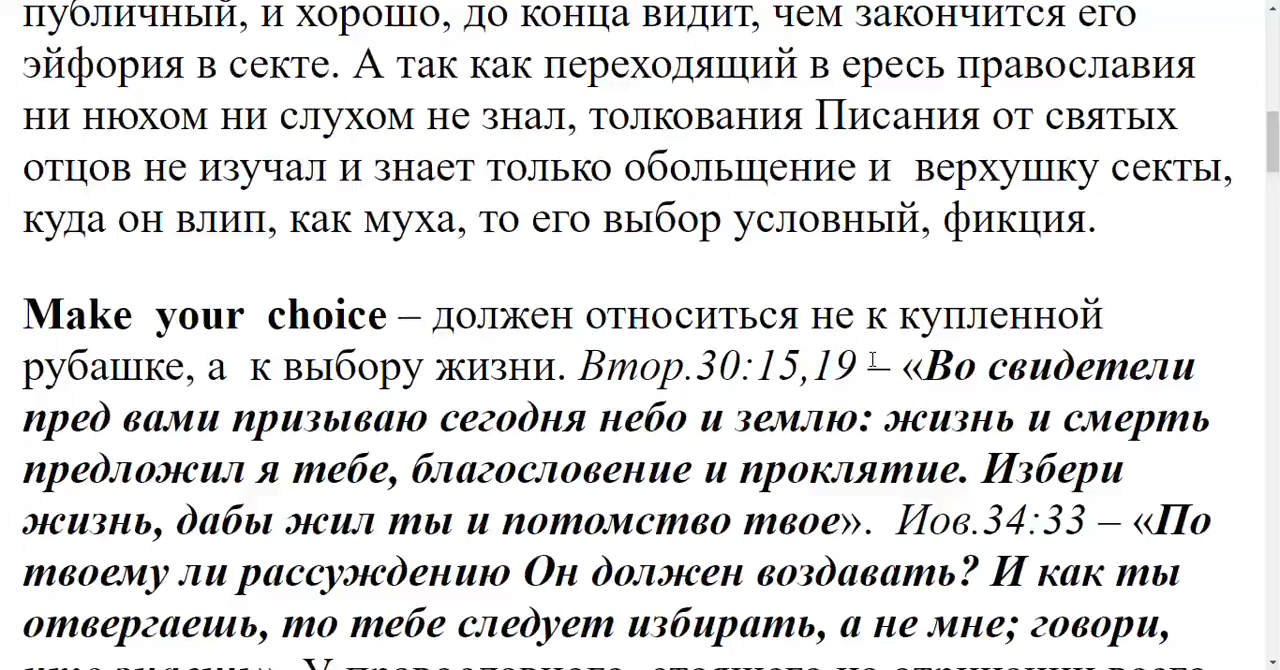 публичный, и хорошо, до конца видит, чем закончится его
эйфория в секте. А так как переходящий в ересь православия
ни нюхом ни слухом не знал, толкования Писания от святых
отцов не изучал и знает только обольщение и  верхушку секты,
куда он влип, как муха, то его выбор условный, фикция.
Make  your  choice – должен относиться не к купленной
рубашке, а  к выбору жизни. Втор.30:15,19 – «Во свидетели
пред вами призываю сегодня небо и землю: жизнь и смерть
предложил я тебе, благословение и проклятие. Избери
жизнь, дабы жил ты и потомство твое».  Иов.34:33 – «По
твоему ли рассуждению Он должен воздавать? И как ты
отвергаешь, то тебе следует избирать, а не мне; говори,